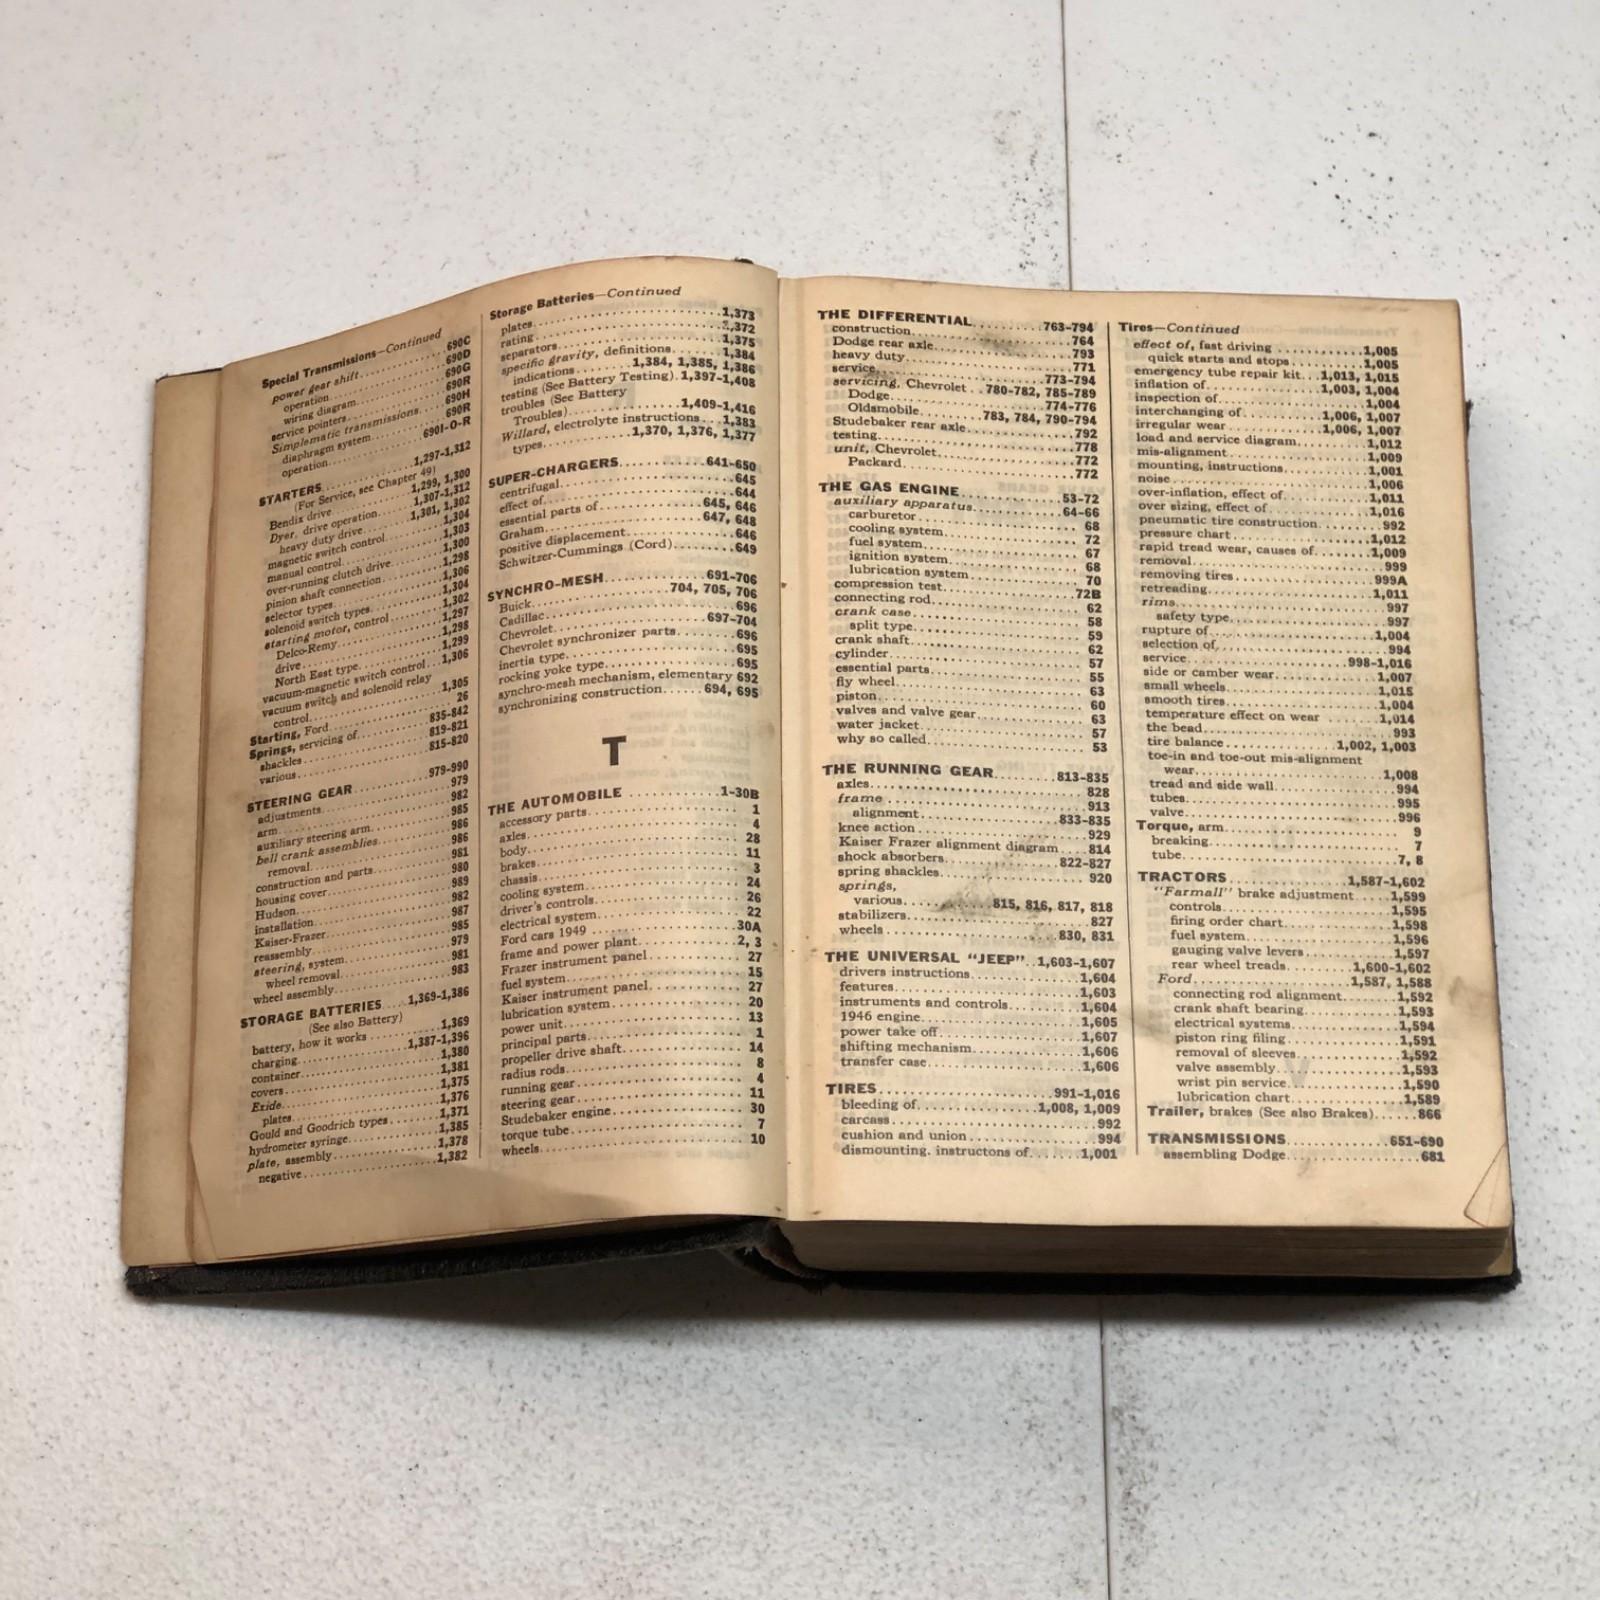 Special Transmissions—Continued
power gear shift 690C
operation 690D
wiring diagram 690G
service pointers 690R
Simplematic transmissions 690H
diaphragm system 690R
operation 690I-O-R
STARTERS 1,297-1,312
(For Service, see Chapter 49)
Bendix drive 1,299, 1,300
Dyer, drive operation 1,307-1,312
heavy duty drive 1,301, 1,302
magnetic switch control 1,304
manual control 1,303
over-running clutch drive 1,300
pinion shaft connection 1,298
selector types 1,306
solenoid switch types 1,304
starting motor, control 1,302
Delco-Remy 1,297
drive 1,298
North East type 1,299
vacuum-magnetic switch control 1,306
vacuum switch and solenoid relay
control 1,305
Starting, Ford 26
Springs, servicing of 835-842
shackles 819-821
various 815-820
STEERING GEAR 979-990
adjustments 979
arm 982
auxiliary steering arm 985
bell crank assemblies 986
removal 986
construction and parts 981
housing cover 980
Hudson 989
installation 982
Kaiser-Frazer 987
reassembly 985
steering, system 979
wheel removal 981
wheel assembly 983
STORAGE BATTERIES 1,369-1,386
(See also Battery)
battery, how it works 1,369
charging 1,387-1,396
container 1,380
covers 1,381
Exide 1,375
plates 1,376
Gould and Goodrich types 1,371
hydrometer syringe 1,385
plate, assembly 1,378
negative 1,382
Storage Batteries—Continued
plates 1,373
rating 1,372
separators 1,375
specific gravity, definitions 1,384
indications 1,384, 1,385, 1,386
testing (See Battery Testing) 1,397-1,408
troubles (See Battery
Troubles) 1,409-1,416
Willard, electrolyte instructions 1,383
types 1,370, 1,376, 1,377
SUPER-CHARGERS 641-650
centrifugal 645
effect of 644
essential parts of 645, 646
Graham 647, 648
positive displacement 646
Schwitzer-Cummings (Cord) 649
SYNCHRO-MESH 691-706
Buick 704, 705, 706
Cadillac 696
Chevrolet 697-704
Chevrolet synchronizer parts 696
inertia type 695
rocking yoke type 695
synchro-mesh mechanism, elementary 692
synchronizing construction 694, 695
T
THE AUTOMOBILE 1-30B
accessory parts 1
axles 4
body 28
brakes 11
chassis 3
cooling system 24
driver's controls 26
electrical system 22
Ford cars 1949 30A
frame and power plant 2, 3
Frazer instrument panel 27
fuel system 15
Kaiser instrument panel 27
lubrication system 20
power unit 13
principal parts 1
propeller drive shaft 14
radius rods 8
running gear 4
steering gear 11
Studebaker engine 30
torque tube 7
wheels 10
THE DIFFERENTIAL 763-794
construction 764
Dodge rear axle 793
heavy duty 771
service 773-794
servicing, Chevrolet 780-782, 785-789
Dodge 774-776
Oldsmobile 783, 784, 790-794
Studebaker rear axle 792
testing 778
unit, Chevrolet 772
Packard 772
THE GAS ENGINE 53-72
auxiliary apparatus 64-66
carburetor 68
cooling system 72
fuel system 67
ignition system 68
lubrication system 70
compression test 72B
connecting rod 62
crank case 58
split type 59
crank shaft 62
cylinder 57
essential parts 55
fly wheel 63
piston 60
valves and valve gear 63
water jacket 57
why so called 53
THE RUNNING GEAR 813-835
axles 828
frame 913
alignment 833-835
knee action 929
Kaiser Frazer alignment diagram 814
shock absorbers 822-827
spring shackles 920
springs,
various 815, 816, 817, 818
stabilizers 827
wheels 830, 831
THE UNIVERSAL "JEEP" 1,603-1,607
drivers instructions 1,604
features 1,603
instruments and controls 1,604
1946 engine 1,605
power take off 1,607
shifting mechanism 1,606
transfer case 1,606
TIRES 991-1,016
bleeding of 1,008, 1,009
carcass 992
cushion and union 994
dismounting. instructons of 1,001
Tires—Continued
effect of, fast driving 1,005
quick starts and stops 1,005
emergency tube repair kit 1,013, 1,015
inflation of 1,003, 1,004
inspection of 1,004
interchanging of 1,006, 1,007
irregular wear 1,006, 1,007
load and service diagram 1,012
mis-alignment 1,009
mounting, instructions 1,001
noise 1,006
over-inflation, effect of 1,011
over sizing, effect of 1,016
pneumatic tire construction 992
pressure chart 1,012
rapid tread wear, causes of 1,009
removal 999
removing tires 999A
retreading 1,011
rims 997
safety type 997
rupture of 1,004
selection of 994
service 998-1,016
side or camber wear 1,007
small wheels 1,015
smooth tires 1,004
temperature effect on wear 1,014
the bead 993
tire balance 1,002, 1,003
toe-in and toe-out mis-alignment
wear 1,008
tread and side wall 994
tubes 995
valve 996
Torque, arm 9
breaking 7
tube 7, 8
TRACTORS 1,587-1,602
"Farmall" brake adjustment 1,599
controls 1,595
firing order chart 1,598
fuel system 1,596
gauging valve levers 1,597
rear wheel treads 1,600-1,602
Ford 1,587, 1,588
connecting rod alignment 1,592
crank shaft bearing 1,593
electrical systems 1,594
piston ring filing 1,591
removal of sleeves 1,592
valve assembly 1,593
wrist pin service 1,590
lubrication chart 1,589
Trailer, brakes (See also Brakes) 866
TRANSMISSIONS 651-690
assembling Dodge 681